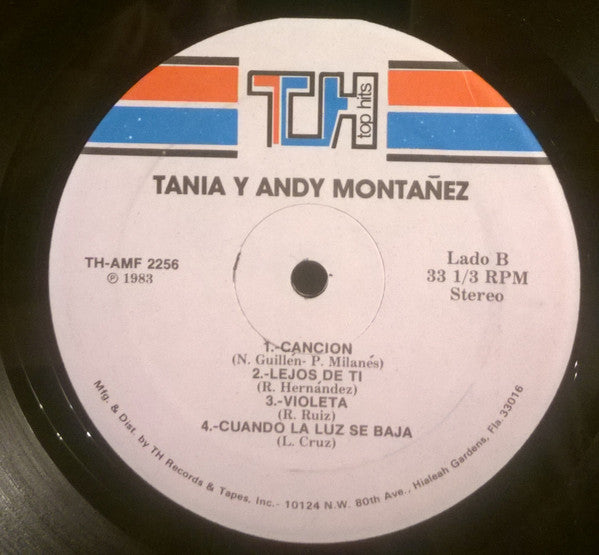 TH top hits
TANIA Y ANDY MONTAÑEZ
TH-AMF 2256
℗ 1983
Lado B
33 1/3 RPM
Stereo
1.-CANCION
(N. Guillén- P. Milanés)
2.-LEJOS DE TI
(R. Hernández)
3.-VIOLETA
(R. Ruiz)
4.-CUANDO LA LUZ SE BAJA
(L. Cruz)
Mfg. & Dist. by TH Records & Tapes, Inc.- 10124 N.W. 80th Ave., Hialeah Gardens, Fla. 33016